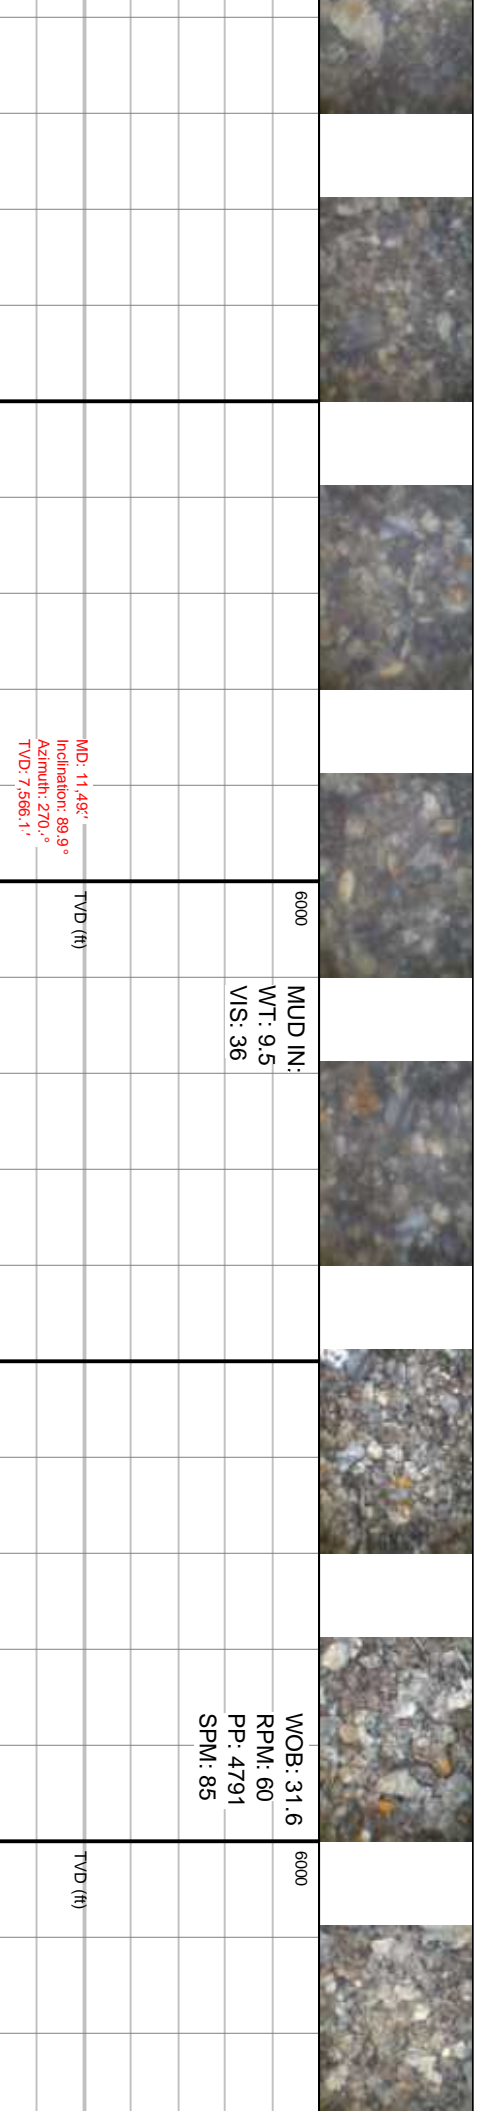 MD: 11,49
Inclination: 89.9°
Azimuth: 270.
TVD: 7,566.1'
6000
TVD (ft)
MUD IN:
WT: 9.5
VIS: 36
WOB: 31.6
RPM: 60
PP: 4791
SPM: 85
6000
TVD (ft)